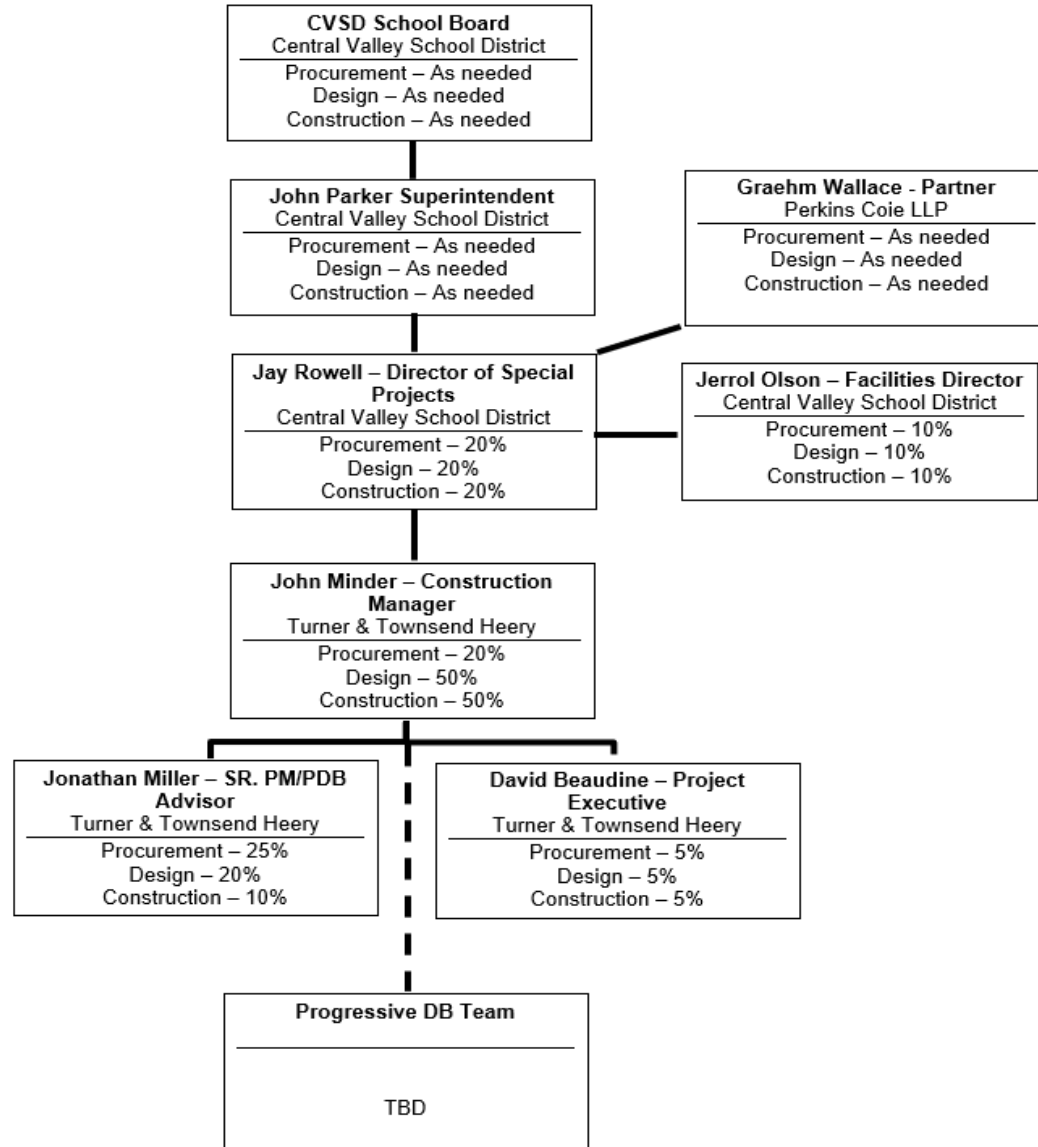 CVSD School Board
Central Valley School District
Procurement – As needed
Design – As needed
Construction – As needed
John Parker Superintendent
Central Valley School District
Procurement – As needed
Design – As needed
Construction – As needed
Graehm Wallace - Partner
Perkins Coie LLP
Procurement – As needed
Design – As needed
Construction – As needed
Jay Rowell – Director of Special
Projects
Central Valley School District
Procurement – 20%
Design – 20%
Construction – 20%
Jerrol Olson – Facilities Director
Central Valley School District
Procurement – 10%
Design – 10%
Construction – 10%
John Minder – Construction
Manager
Turner & Townsend Heery
Procurement – 20%
Design – 50%
Construction – 50%
Jonathan Miller – SR. PM/PDB
Advisor
Turner & Townsend Heery
Procurement – 25%
Design – 20%
Construction – 10%
David Beaudine – Project
Executive
Turner & Townsend Heery
Procurement – 5%
Design – 5%
Construction – 5%
Progressive DB Team
TBD